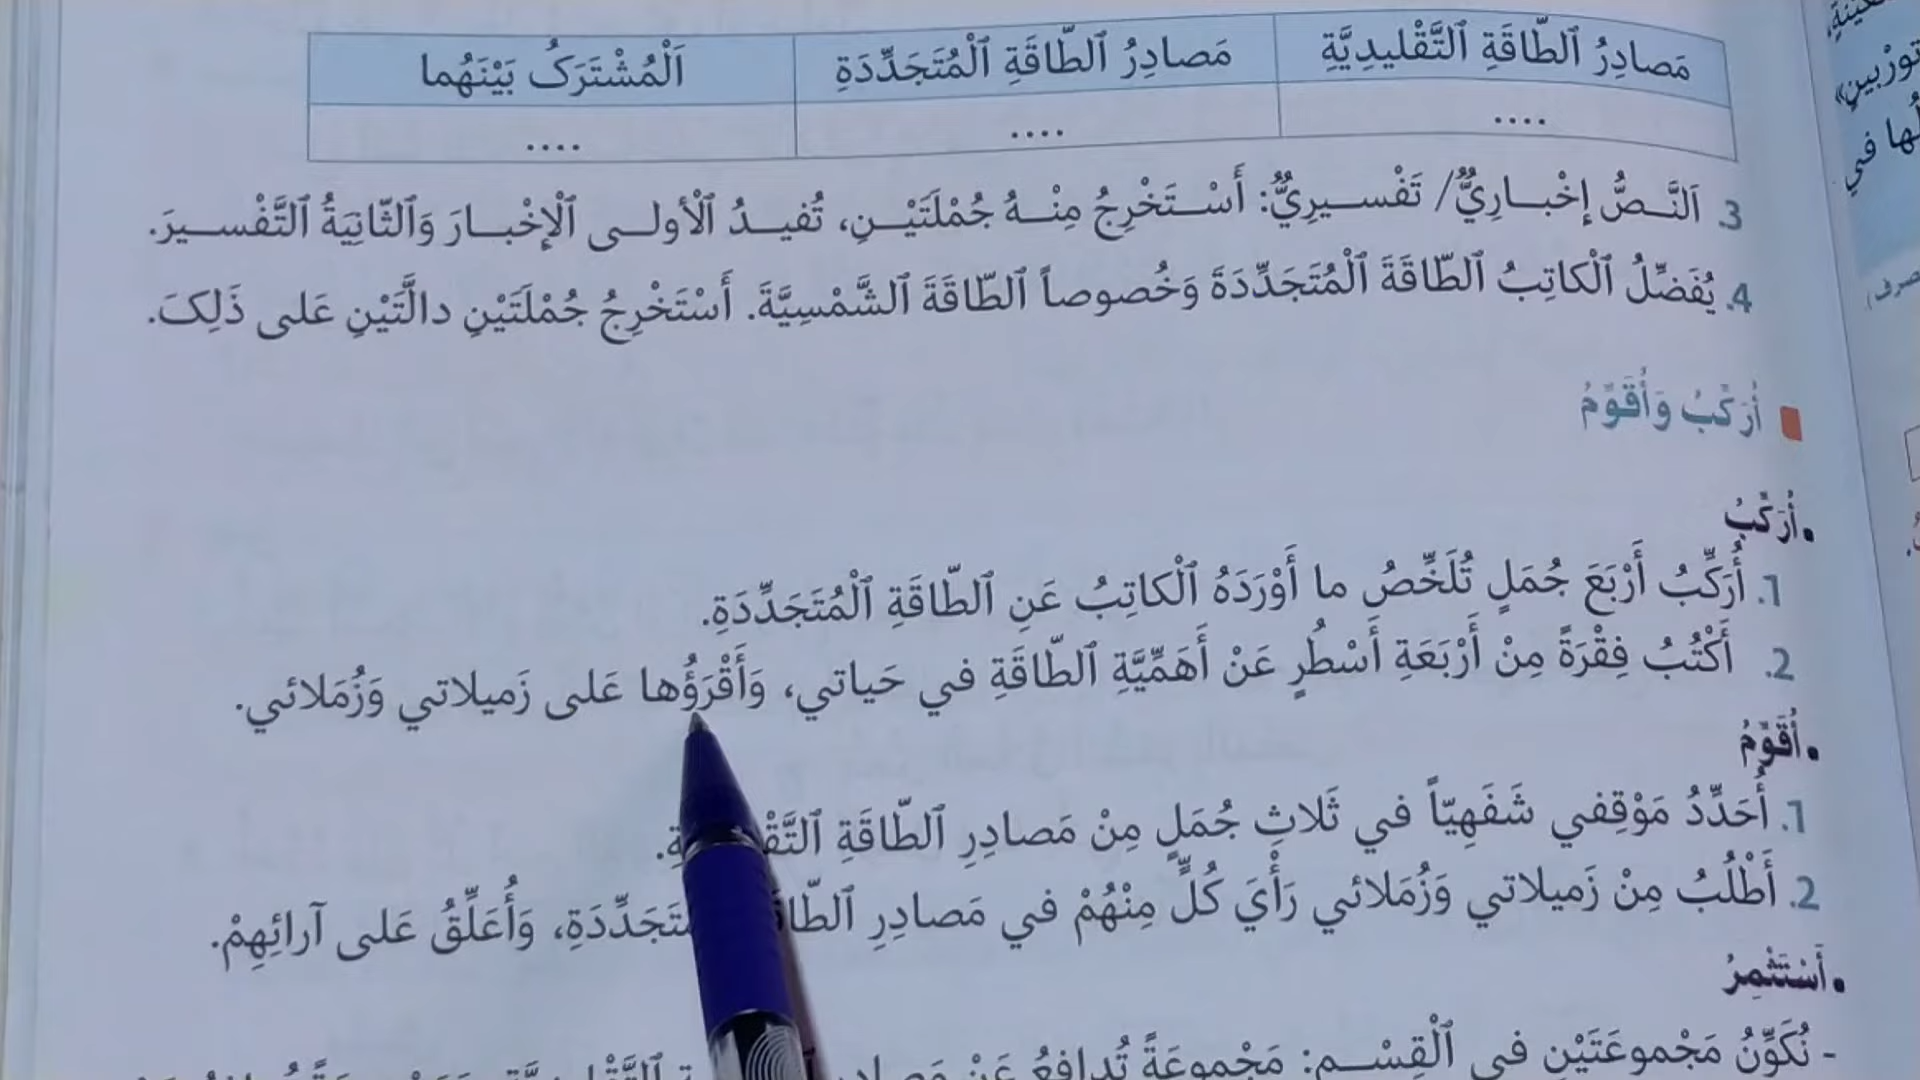 مَصادِرُ ٱلطّاقَةِ ٱلتَّقْليدِيَّةِ مَصادِرُ ٱلطّاقَةِ ٱلْمُتَجَدِّدَةِ اَلْمُشْتَرَكُ بَيْنَهُما
.... .... ....
3. اَلنَّصُّ إِخْبارِيٌّ/ تَفْسيرِيٌّ: أَسْتَخْرِجُ مِنْهُ جُمْلَتَيْنِ، تُفيدُ ٱلْأولى ٱلْإِخْبارَ وَٱلثّانِيَةُ ٱلتَّفْسيرَ.
4. يُفَضِّلُ ٱلْكاتِبُ ٱلطّاقَةَ ٱلْمُتَجَدِّدَةَ وَخُصوصاً ٱلطّاقَةَ ٱلشَّمْسِيَّةَ. أَسْتَخْرِجُ جُمْلَتَيْنِ دالَّتَيْنِ عَلى ذَلِكَ.
أُرَكِّبُ وَأُقَوِّمُ
• أُرَكِّبُ
1. أُرَكِّبُ أَرْبَعَ جُمَلٍ تُلَخِّصُ ما أَوْرَدَهُ ٱلْكاتِبُ عَنِ ٱلطّاقَةِ ٱلْمُتَجَدِّدَةِ.
2. أَكْتُبُ فِقْرَةً مِنْ أَرْبَعَةِ أَسْطُرٍ عَنْ أَهَمِّيَّةِ ٱلطّاقَةِ في حَياتي، وَأَقْرَؤُها عَلى زَميلاتي وَزُمَلائي.
• أُقَوِّمُ
1. أُحَدِّدُ مَوْقِفي شَفَهِيّاً في ثَلاثِ جُمَلٍ مِنْ مَصادِرِ ٱلطّاقَةِ
2. أَطْلُبُ مِنْ زَميلاتي وَزُمَلائي رَأْيَ كُلٍّ مِنْهُمْ في مَصادِرِ وَأُعَلِّقُ عَلى آرائِهِمْ.
• أَسْتَثْمِرُ
- نُكَوِّنُ مَجْموعَتَيْنِ في ٱلْقِسْمِ: مَجْموعَةً تُدافِعُ عَنْ